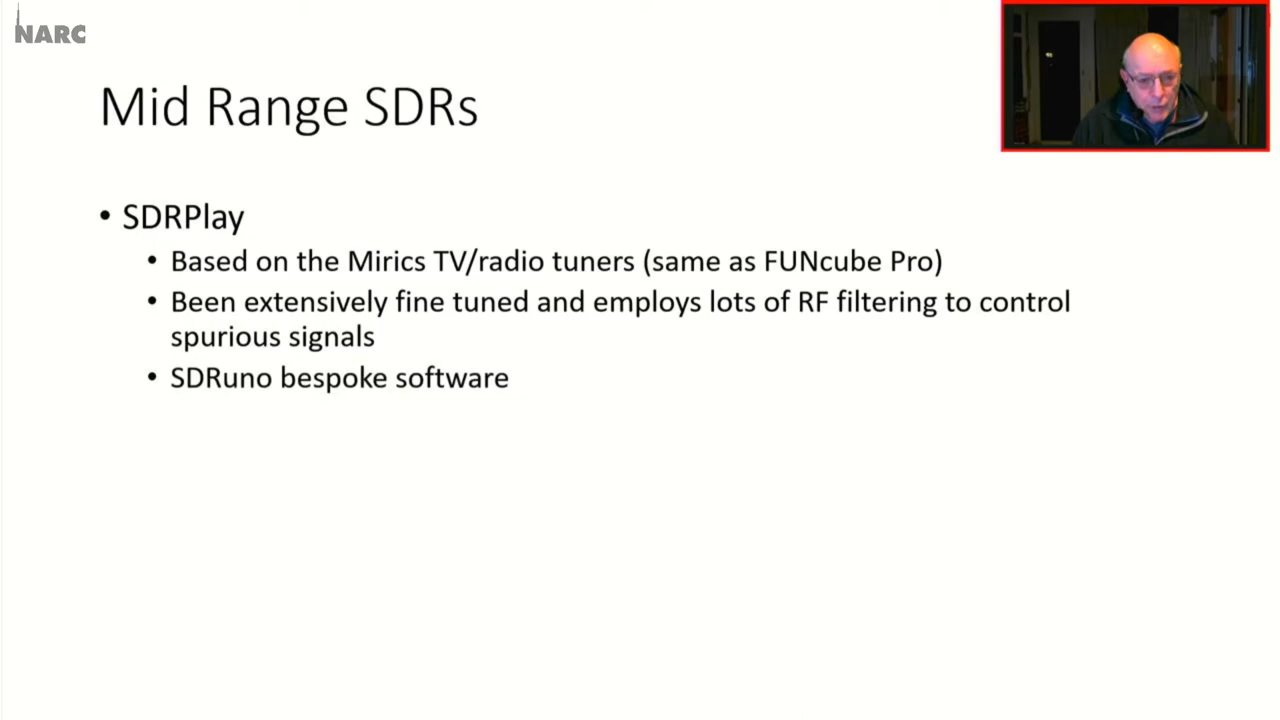 NARC
Mid Range SDRs
• SDRPlay
• Based on the Mirics TV/radio tuners (same as FUNcube Pro)
• Been extensively fine tuned and employs lots of RF filtering to control
spurious signals
• SDRuno bespoke software